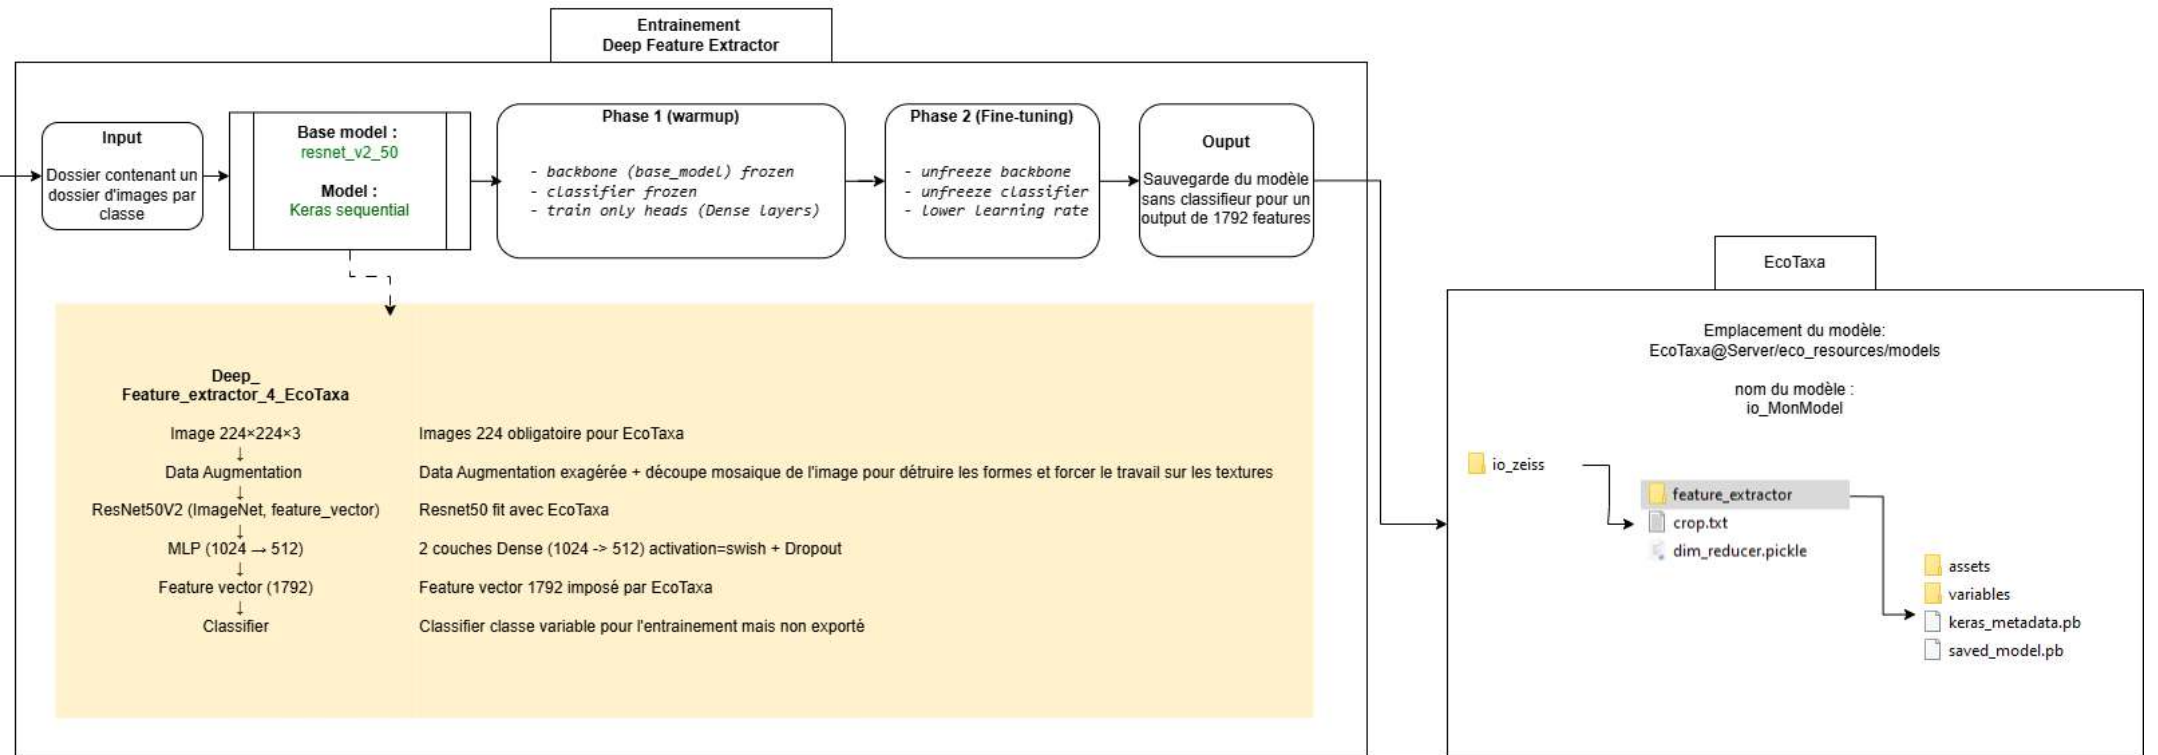 Entrainement
Deep Feature Extractor
Input
Dossier contenant un
dossier d'images par
classe
Base model :
resnet_v2_50
Model :
Keras sequential
Phase 1 (warmup)
- backbone (base_model) frozen
- classifier frozen
- train only heads (Dense layers)
Phase 2 (Fine-tuning)
- unfreeze backbone
- unfreeze classifier
- lower learning rate
Ouput
Sauvegarde du modèle
sans classifieur pour un
output de 1792 features
Deep_
Feature_extractor_4_EcoTaxa
Image 224×224×3
Images 224 obligatoire pour EcoTaxa
↓
Data Augmentation
Data Augmentation exagérée + découpe mosaique de l'image pour détruire les formes et forcer le travail sur les textures
↓
ResNet50V2 (ImageNet, feature_vector)
Resnet50 fit avec EcoTaxa
↓
MLP (1024 → 512)
2 couches Dense (1024 -> 512) activation=swish + Dropout
↓
Feature vector (1792)
Feature vector 1792 imposé par EcoTaxa
↓
Classifier
Classifier classe variable pour l'entrainement mais non exporté
EcoTaxa
Emplacement du modèle:
EcoTaxa@Server/eco_resources/models
nom du modèle :
io_MonModel
io_zeiss
feature_extractor
crop.txt
dim_reducer.pickle
assets
variables
keras_metadata.pb
saved_model.pb